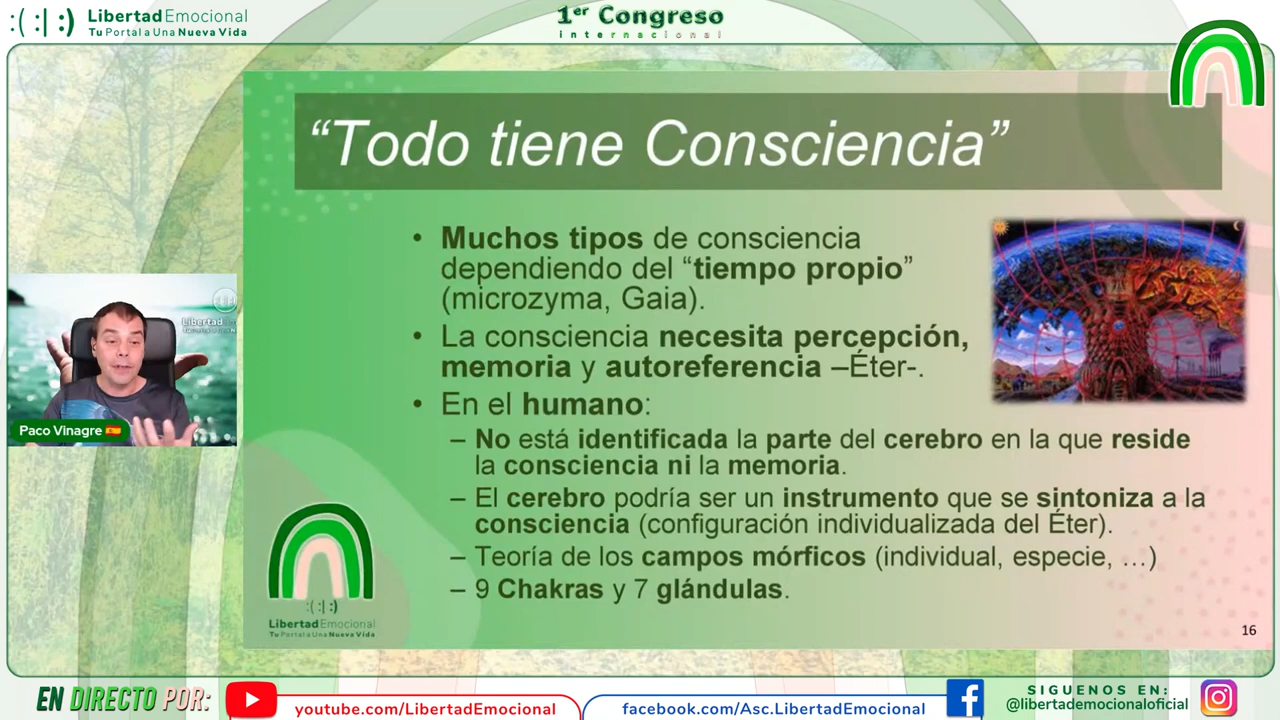 :(:|:) LibertadEmocional
Tu Portal a Una Nueva Vida
1er Congreso
internacional
"Todo tiene Consciencia"
• Muchos tipos de consciencia
dependiendo del "tiempo propio"
(microzyma, Gaia).
• La consciencia necesita percepción,
memoria y autoreferencia –Éter-.
• En el humano:
– No está identificada la parte del cerebro en la que reside
la consciencia ni la memoria.
– El cerebro podría ser un instrumento que se sintoniza a la
consciencia (configuración individualizada del Éter).
– Teoría de los campos mórficos (individual, especie, …)
– 9 Chakras y 7 glándulas.
Paco Vinagre
:(:|:)
LibertadEmocional
Tu Portal a Una Nueva Vida
16
EN DIRECTO POR:
youtube.com/LibertadEmocional
facebook.com/Asc.LibertadEmocional
SIGUENOS EN:
@libertademocionaloficial